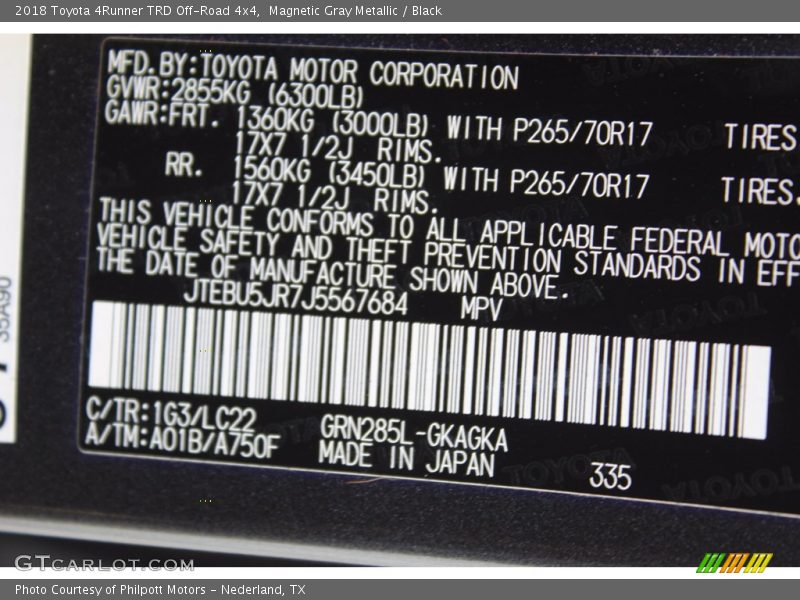 2018 Toyota 4Runner TRD Off-Road 4x4,  Magnetic Gray Metallic / Black
MFD.BY:TOYOTA MOTOR CORPORATION
GVWR:2855KG (6300LB)
GAWR:FRT. 1360KG (3000LB) WITH P265/70R17 TIRES.
17X7 1/2J RIMS.
RR. 1560KG (3450LB) WITH P265/70R17 TIRES.
17X7 1/2J RIMS.
THIS VEHICLE CONFORMS TO ALL APPLICABLE FEDERAL MOTO
VEHICLE SAFETY AND THEFT PREVENTION STANDARDS IN EFF
THE DATE OF MANUFACTURE SHOWN ABOVE.
JTEBU5JR7J5567684 MPV
C/TR:1G3/LC22 GRN285L-GKAGKA
A/TM:A01B/A750F MADE IN JAPAN
335
35A90
GTCARLOT.COM
Photo Courtesy of Philpott Motors - Nederland, TX